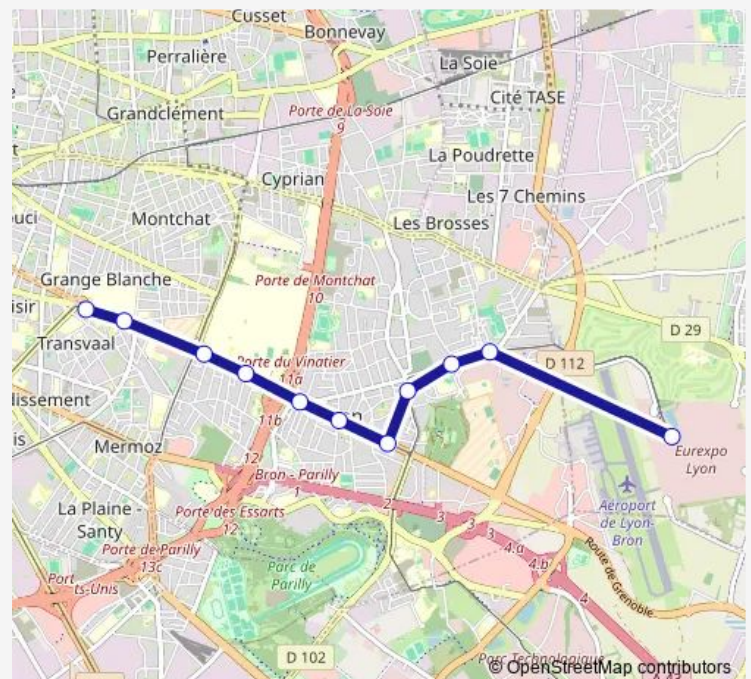 Cusset
Bonnevay
Perralière
La Soie
Cité TASE
Grandclément
Porte de La Soie
9
La Poudrette
Cyprian
Les 7 Chemins
Montchat
Les Brosses
Grange Blanche
Porte de Montchat
10
D 29
Transvaal
Porte du Vinatier
11a
D 112
11b
Mermoz
Eurexpo
Lyon
12
Bron - Parilly
1
2
3
3
3
4.a
4.b
4
Aéroport
de Lyon-
Bron
La Plaine -
Santy
Porte des Essarts
12
Porte de Parilly
13c
Parc de
Parilly
Route de Grenoble
D 102
Parc Technologique
© OpenStreetMap contributors